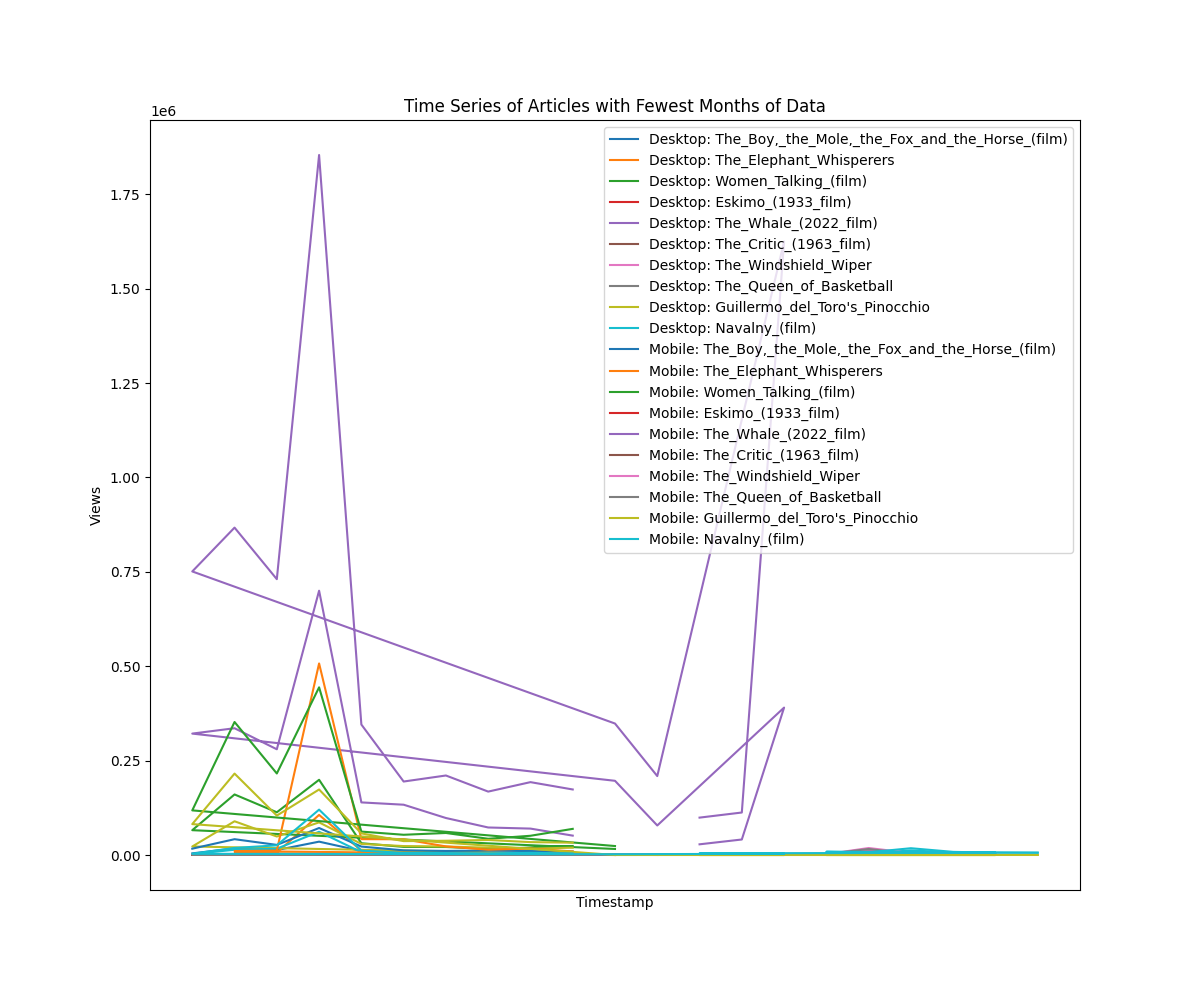 Time Series of Articles with Fewest Months of Data
1e6
1.75
1.50
1.25
1.00
0.75
0.50
0.25
0.00
Views
Timestamp
Desktop: The_Boy,_the_Mole,_the_Fox_and_the_Horse_(film)
Desktop: The_Elephant_Whisperers
Desktop: Women_Talking_(film)
Desktop: Eskimo_(1933_film)
Desktop: The_Whale_(2022_film)
Desktop: The_Critic_(1963_film)
Desktop: The_Windshield_Wiper
Desktop: The_Queen_of_Basketball
Desktop: Guillermo_del_Toro's_Pinocchio
Desktop: Navalny_(film)
Mobile: The_Boy,_the_Mole,_the_Fox_and_the_Horse_(film)
Mobile: The_Elephant_Whisperers
Mobile: Women_Talking_(film)
Mobile: Eskimo_(1933_film)
Mobile: The_Whale_(2022_film)
Mobile: The_Critic_(1963_film)
Mobile: The_Windshield_Wiper
Mobile: The_Queen_of_Basketball
Mobile: Guillermo_del_Toro's_Pinocchio
Mobile: Navalny_(film)